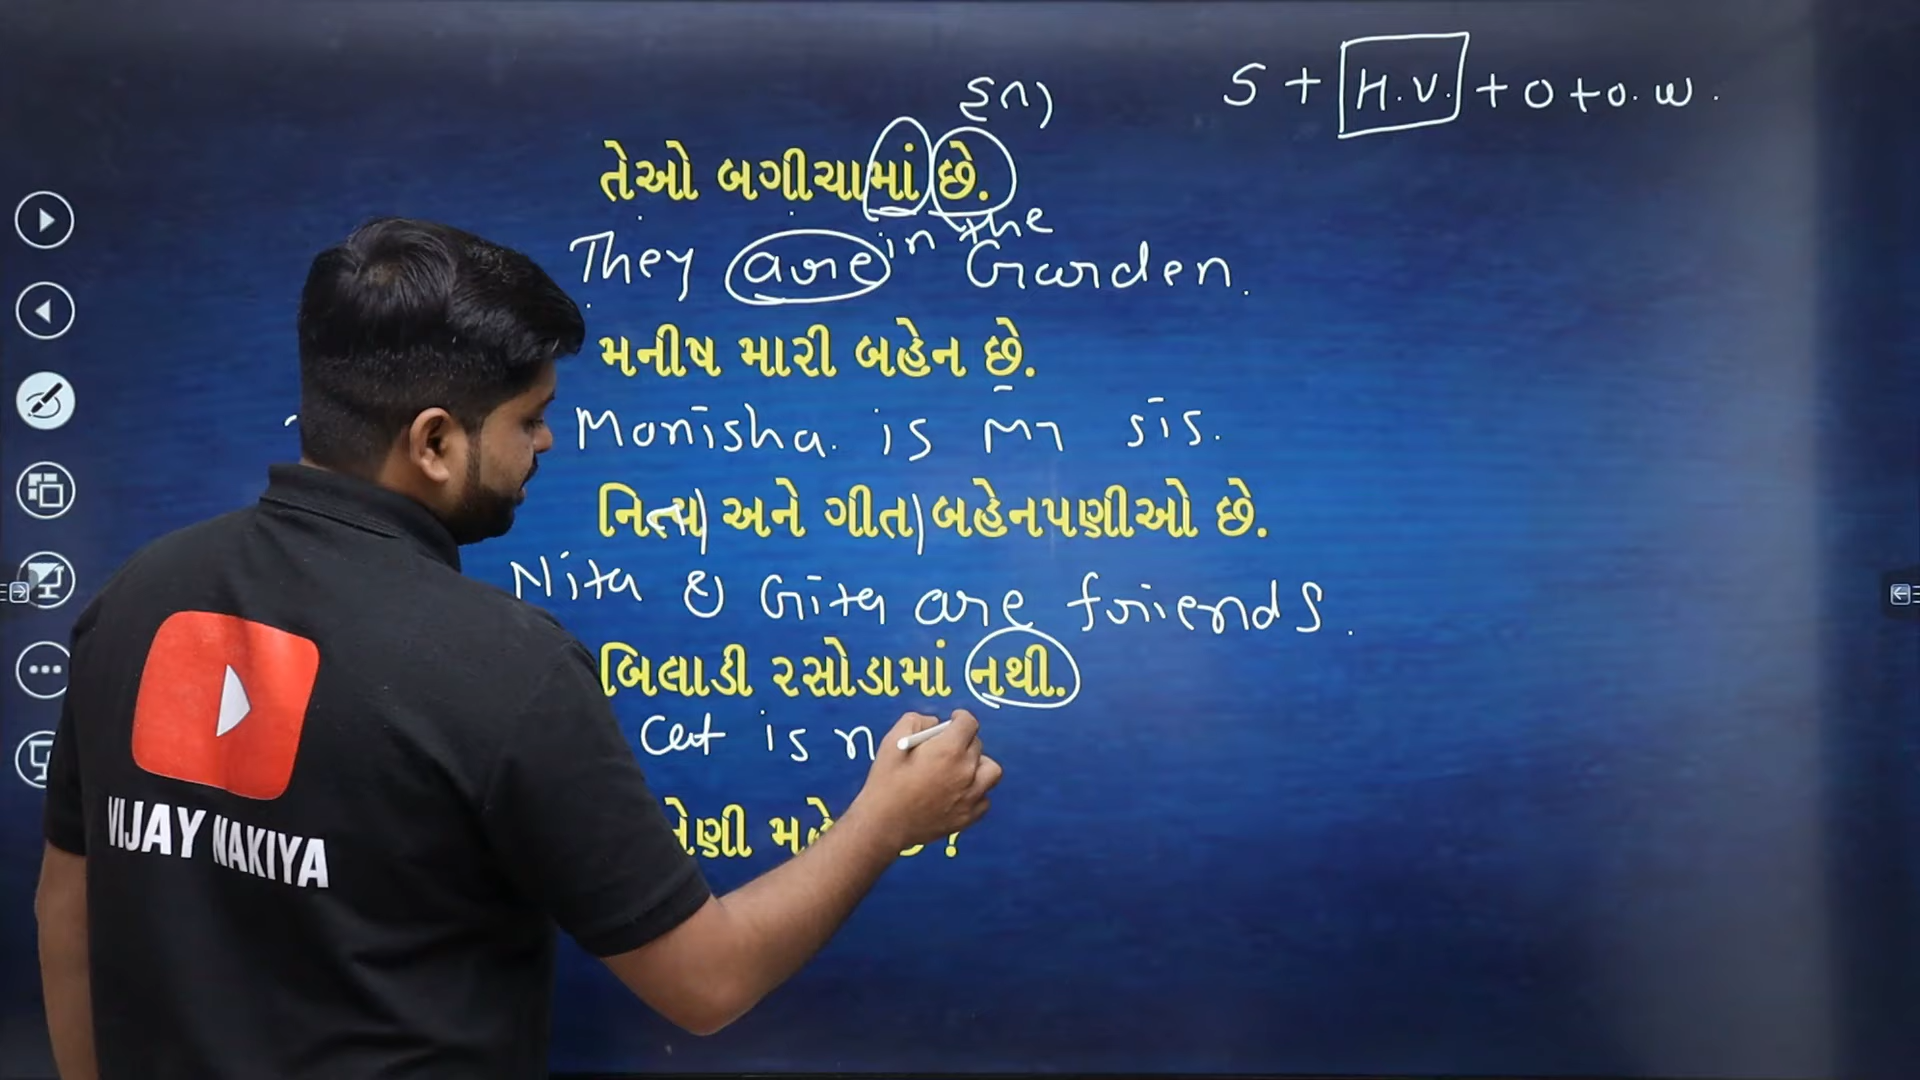 S + H.V. + O + O.W.
તેઓ બગીચામાં છે.
in the
They are Garden.
મનીષ મારી બહેન છે.
Monisha. is my sis.
નિત્ય અને ગીત બહેનપણીઓ છે.
Nita & Gita are friends.
બિલાડી રસોડામાં નથી.
Cat is n
?
VIJAY NAKIYA